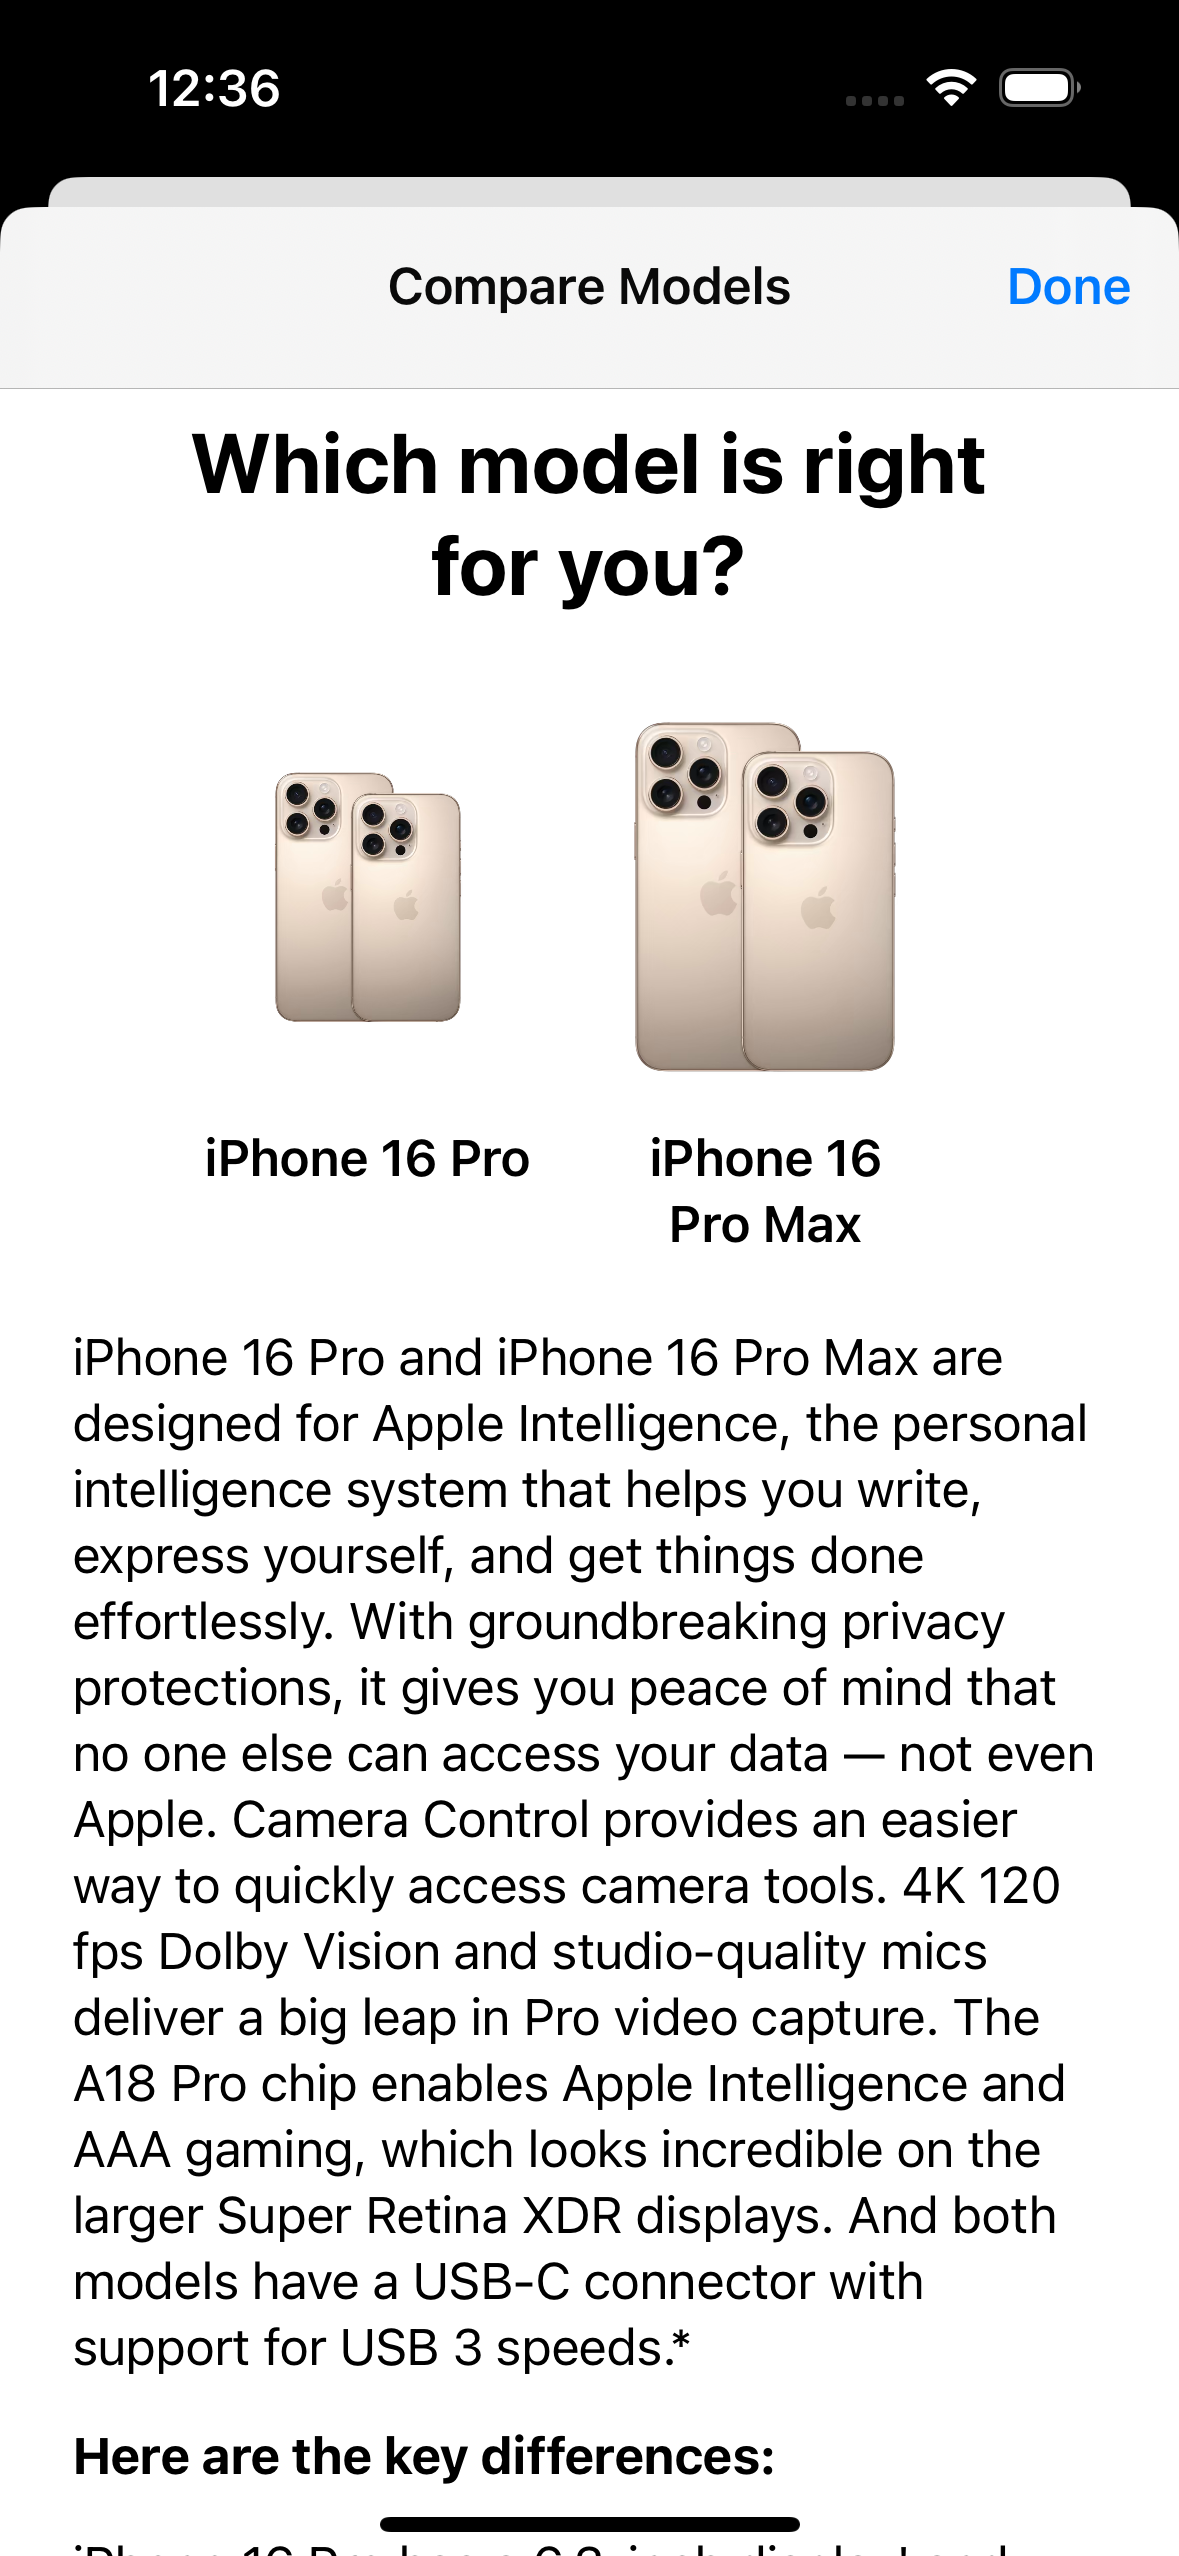 12:36
Compare Models
Done
Which model is right
for you?
iPhone 16 Pro
iPhone 16
Pro Max
iPhone 16 Pro and iPhone 16 Pro Max are
designed for Apple Intelligence, the personal
intelligence system that helps you write,
express yourself, and get things done
effortlessly. With groundbreaking privacy
protections, it gives you peace of mind that
no one else can access your data — not even
Apple. Camera Control provides an easier
way to quickly access camera tools. 4K 120
fps Dolby Vision and studio-quality mics
deliver a big leap in Pro video capture. The
A18 Pro chip enables Apple Intelligence and
AAA gaming, which looks incredible on the
larger Super Retina XDR displays. And both
models have a USB-C connector with
support for USB 3 speeds.*
Here are the key differences: